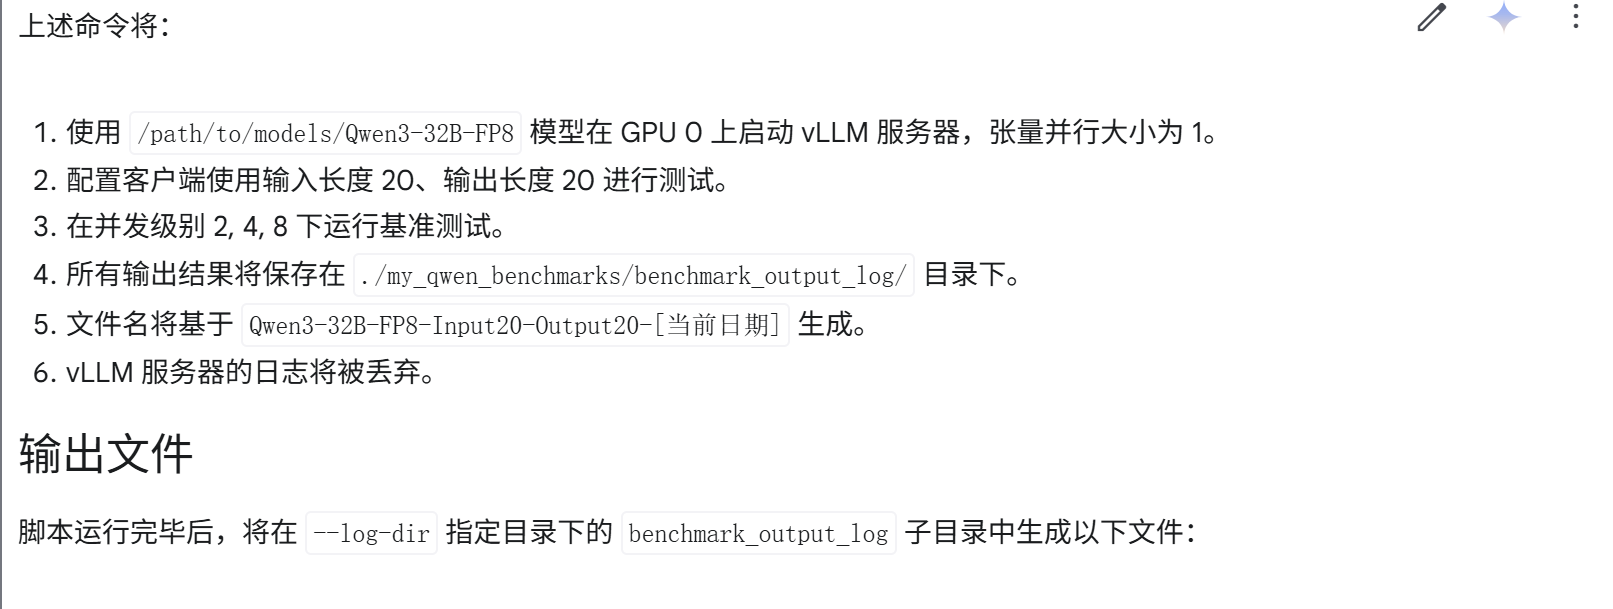 上述命令将：
1. 使用 /path/to/models/Qwen3-32B-FP8 模型在 GPU 0 上启动 vLLM 服务器，张量并行大小为 1。
2. 配置客户端使用输入长度 20、输出长度 20 进行测试。
3. 在并发级别 2, 4, 8 下运行基准测试。
4. 所有输出结果将保存在 ./my_qwen_benchmarks/benchmark_output_log/ 目录下。
5. 文件名将基于 Qwen3-32B-FP8-Input20-Output20-[当前日期] 生成。
6. vLLM 服务器的日志将被丢弃。
输出文件
脚本运行完毕后，将在 --log-dir 指定目录下的 benchmark_output_log 子目录中生成以下文件：